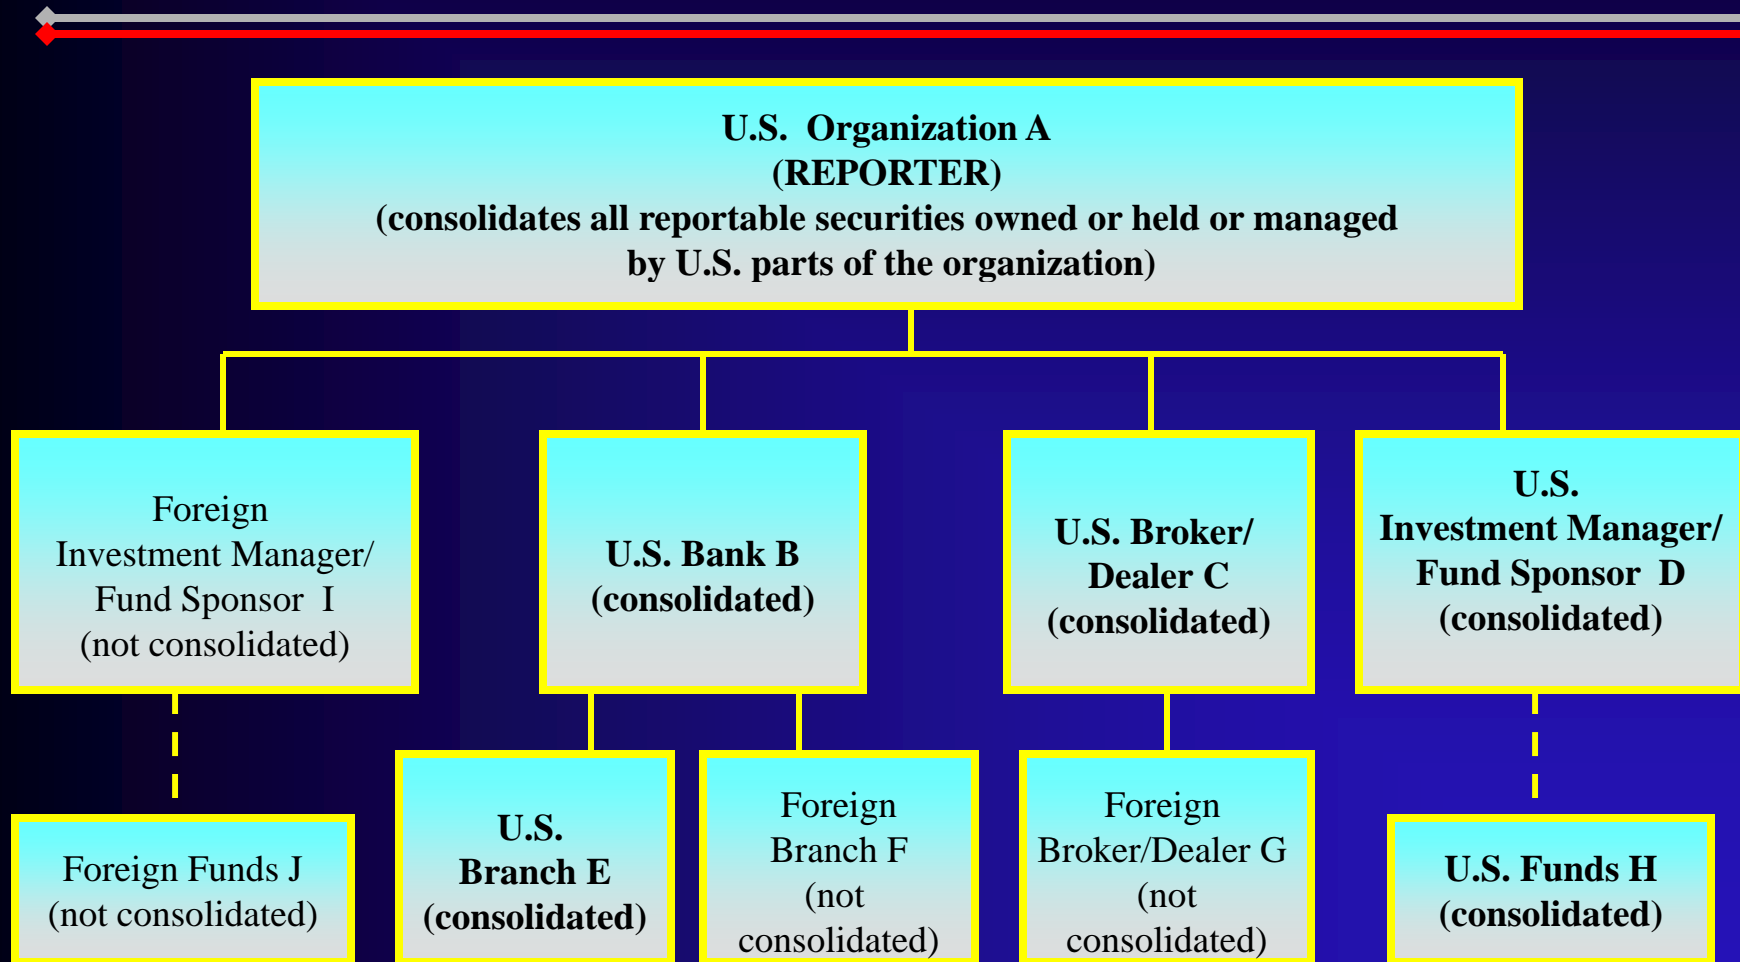 U.S. Organization A
(REPORTER)
(consolidates all reportable securities owned or held or managed
by U.S. parts of the organization)
Foreign
Investment Manager/
Fund Sponsor I
(not consolidated)
U.S. Bank B
(consolidated)
U.S. Broker/
Dealer C
(consolidated)
U.S.
Investment Manager/
Fund Sponsor D
(consolidated)
Foreign Funds J
(not consolidated)
U.S.
Branch E
(consolidated)
Foreign
Branch F
(not
consolidated)
Foreign
Broker/Dealer G
(not
consolidated)
U.S. Funds H
(consolidated)